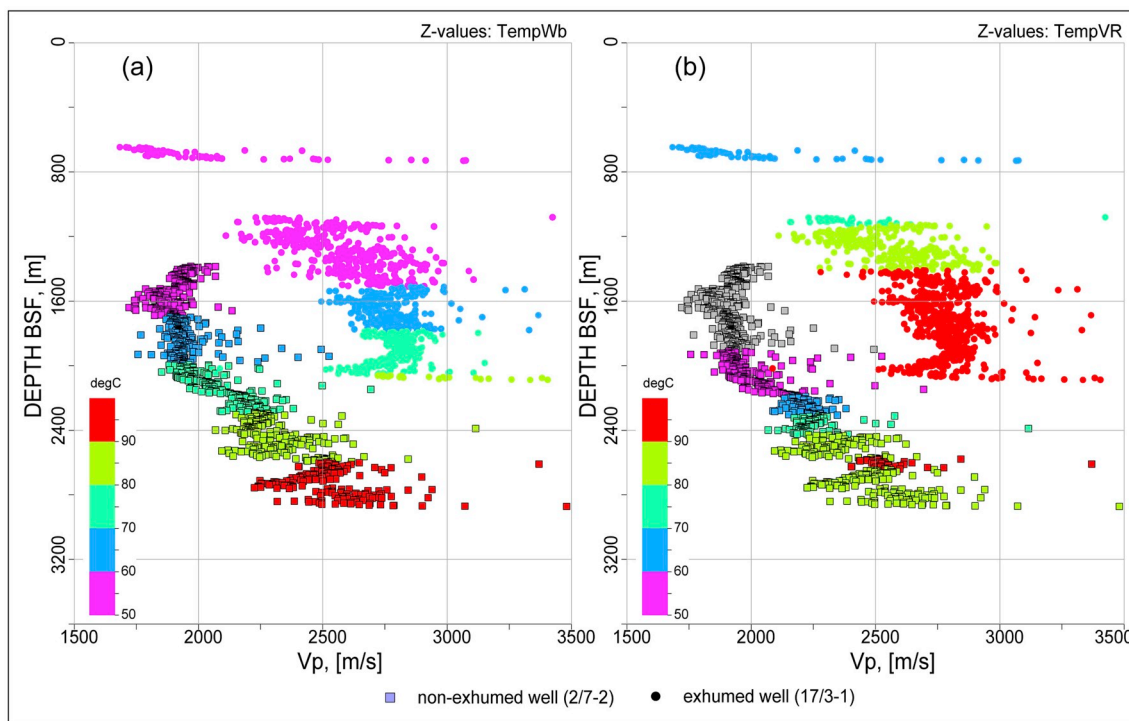 Z-values: TempWb
Z-values: TempVR
0
(a)
0
(b)
800
800
DEPTH BSF, [m]
1600
DEPTH BSF, [m]
1600
degC
degC
2400
90
2400
90
80
80
70
70
3200
60
3200
60
50
50
1500 2000 2500 3000 3500
1500 2000 2500 3000 3500
Vp, [m/s]
Vp, [m/s]
non-exhumed well (2/7-2)
exhumed well (17/3-1)